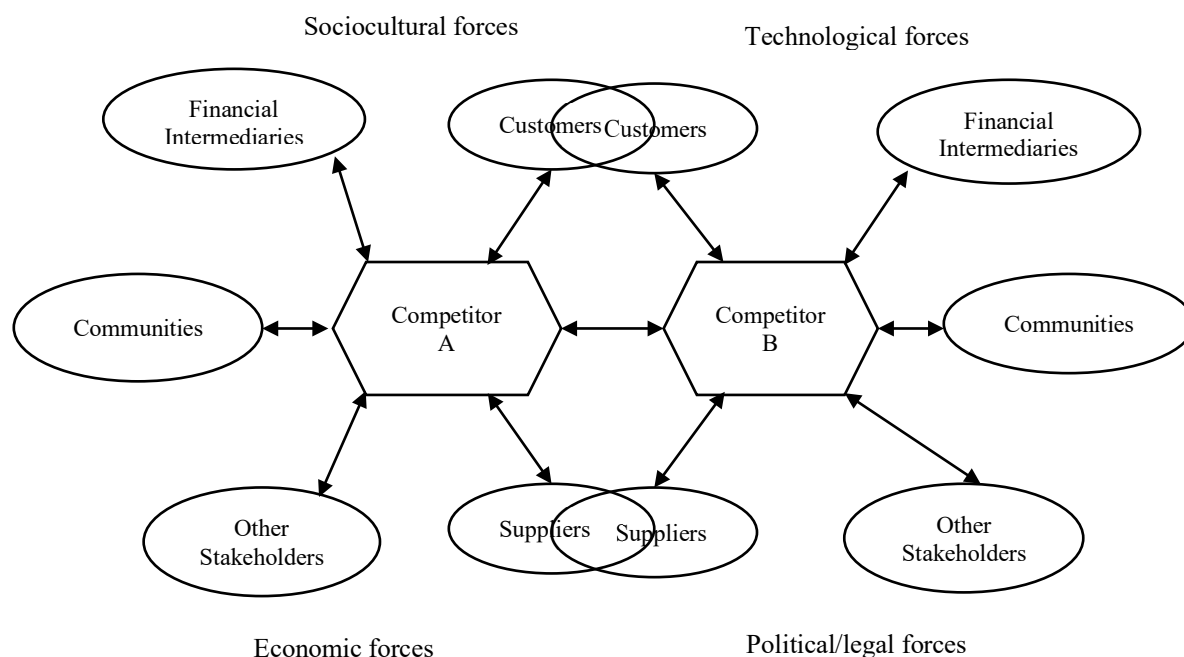 Sociocultural forces
Technological forces
Financial
Intermediaries
Customers
Customers
Financial
Intermediaries
Communities
Competitor
A
Competitor
B
Communities
Other
Stakeholders
Suppliers
Suppliers
Other
Stakeholders
Economic forces
Political/legal forces